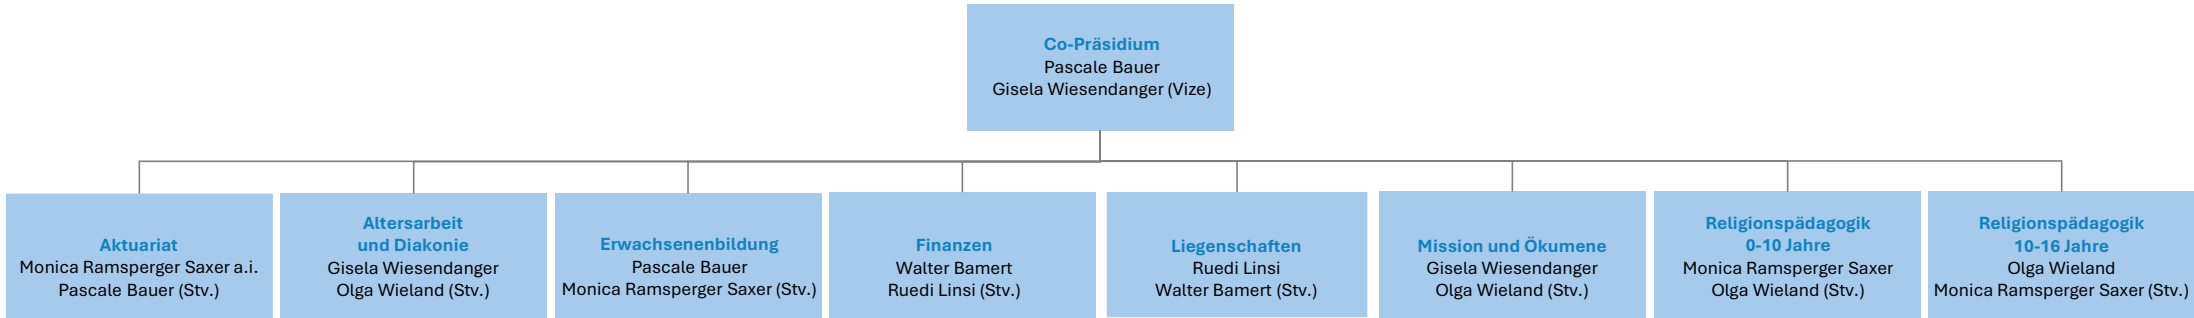 Co-Präsidium
Pascale Bauer
Gisela Wiesendanger (Vize)
Aktuariat
Monica Ramsperger Saxer a.i.
Pascale Bauer (Stv.)
Altersarbeit
und Diakonie
Gisela Wiesendanger
Olga Wieland (Stv.)
Erwachsenenbildung
Pascale Bauer
Monica Ramsperger Saxer (Stv.)
Finanzen
Walter Bamert
Ruedi Linsi (Stv.)
Liegenschaften
Ruedi Linsi
Walter Bamert (Stv.)
Mission und Ökumene
Gisela Wiesendanger
Olga Wieland (Stv.)
Religionspädagogik
0-10 Jahre
Monica Ramsperger Saxer
Olga Wieland (Stv.)
Religionspädagogik
10-16 Jahre
Olga Wieland
Monica Ramsperger Saxer (Stv.)